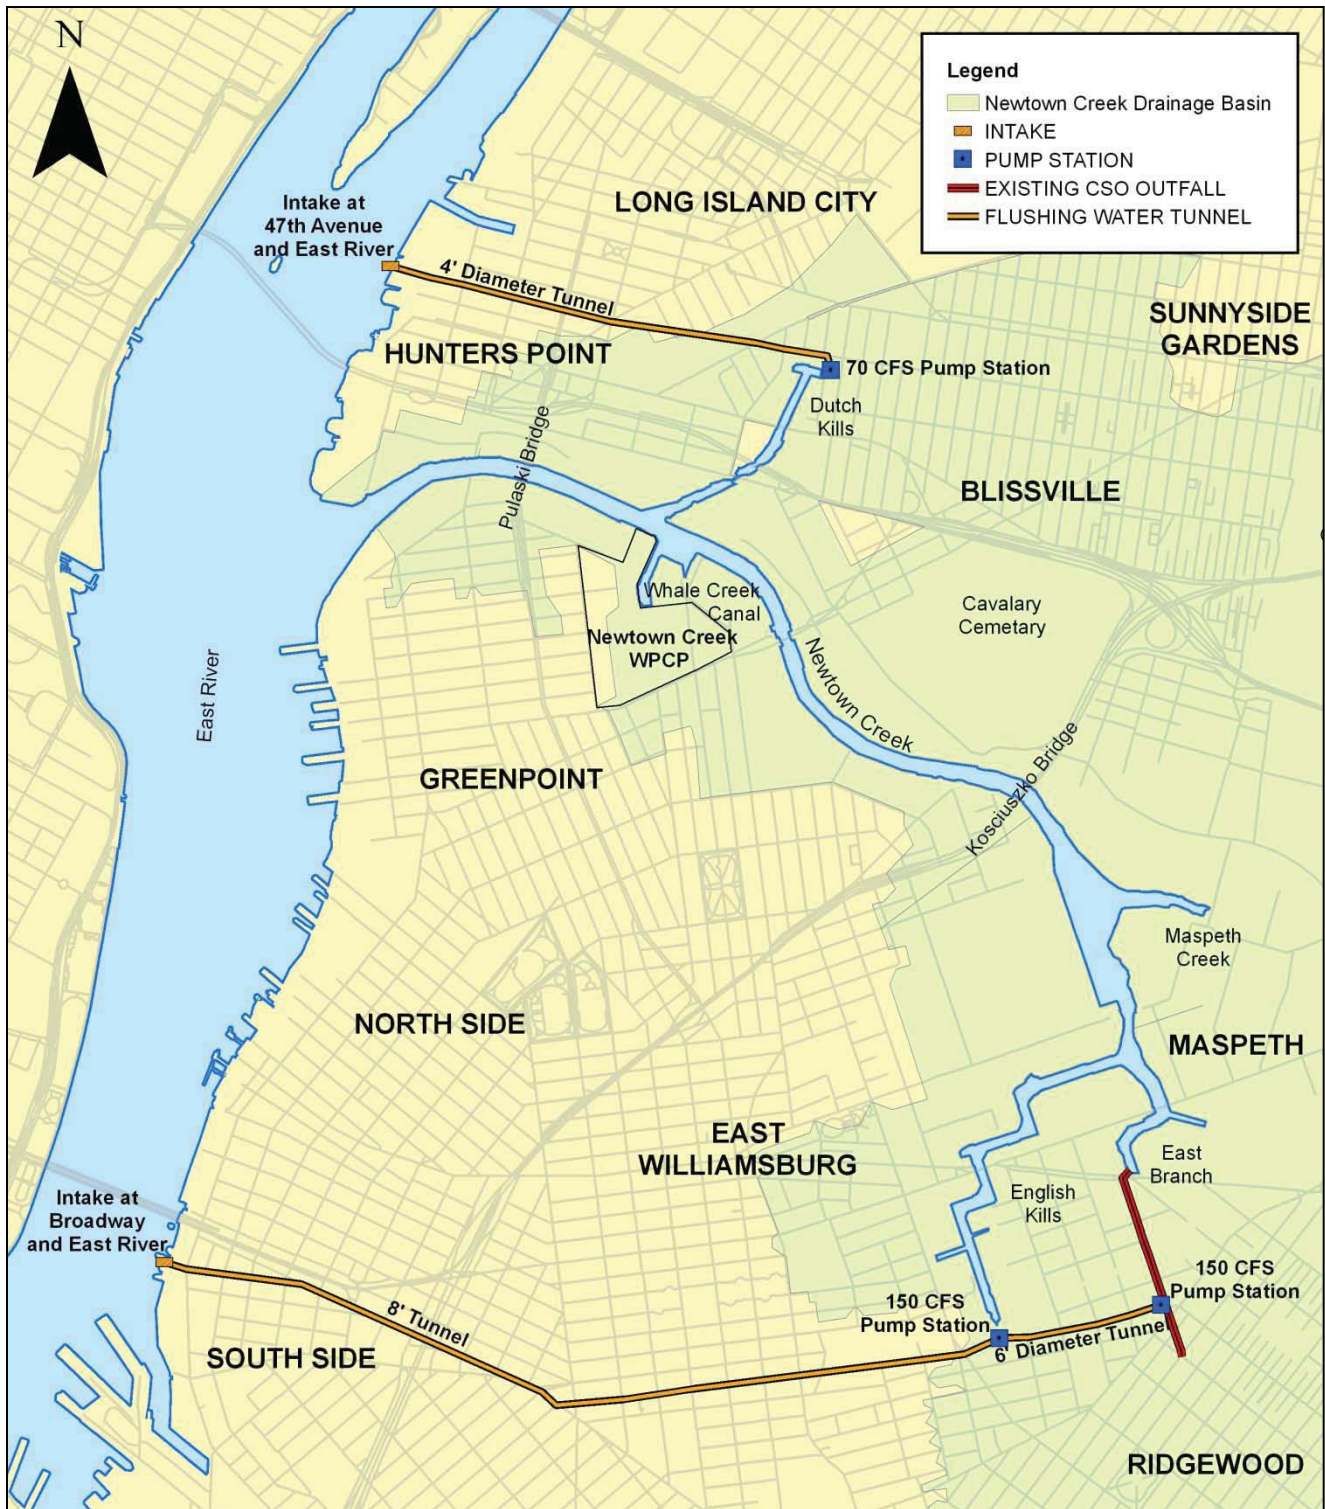 N
Legend
Newtown Creek Drainage Basin
INTAKE
PUMP STATION
EXISTING CSO OUTFALL
FLUSHING WATER TUNNEL
Intake at
47th Avenue
and East River
LONG ISLAND CITY
4' Diameter Tunnel
SUNNYSIDE
GARDENS
HUNTERS POINT
70 CFS Pump Station
Dutch
Kills
Pulaski Bridge
BLISSVILLE
Whale Creek
Canal
Cavalary
Cemetary
Newtown Creek
WPCP
East River
Newtown Creek
GREENPOINT
Kosciuszko Bridge
Maspeth
Creek
NORTH SIDE
MASPETH
EAST
WILLIAMSBURG
East
Branch
English
Kills
Intake at
Broadway
and East River
150 CFS
Pump Station
150 CFS
Pump Station
8' Tunnel
6' Diameter Tunnel
SOUTH SIDE
RIDGEWOOD